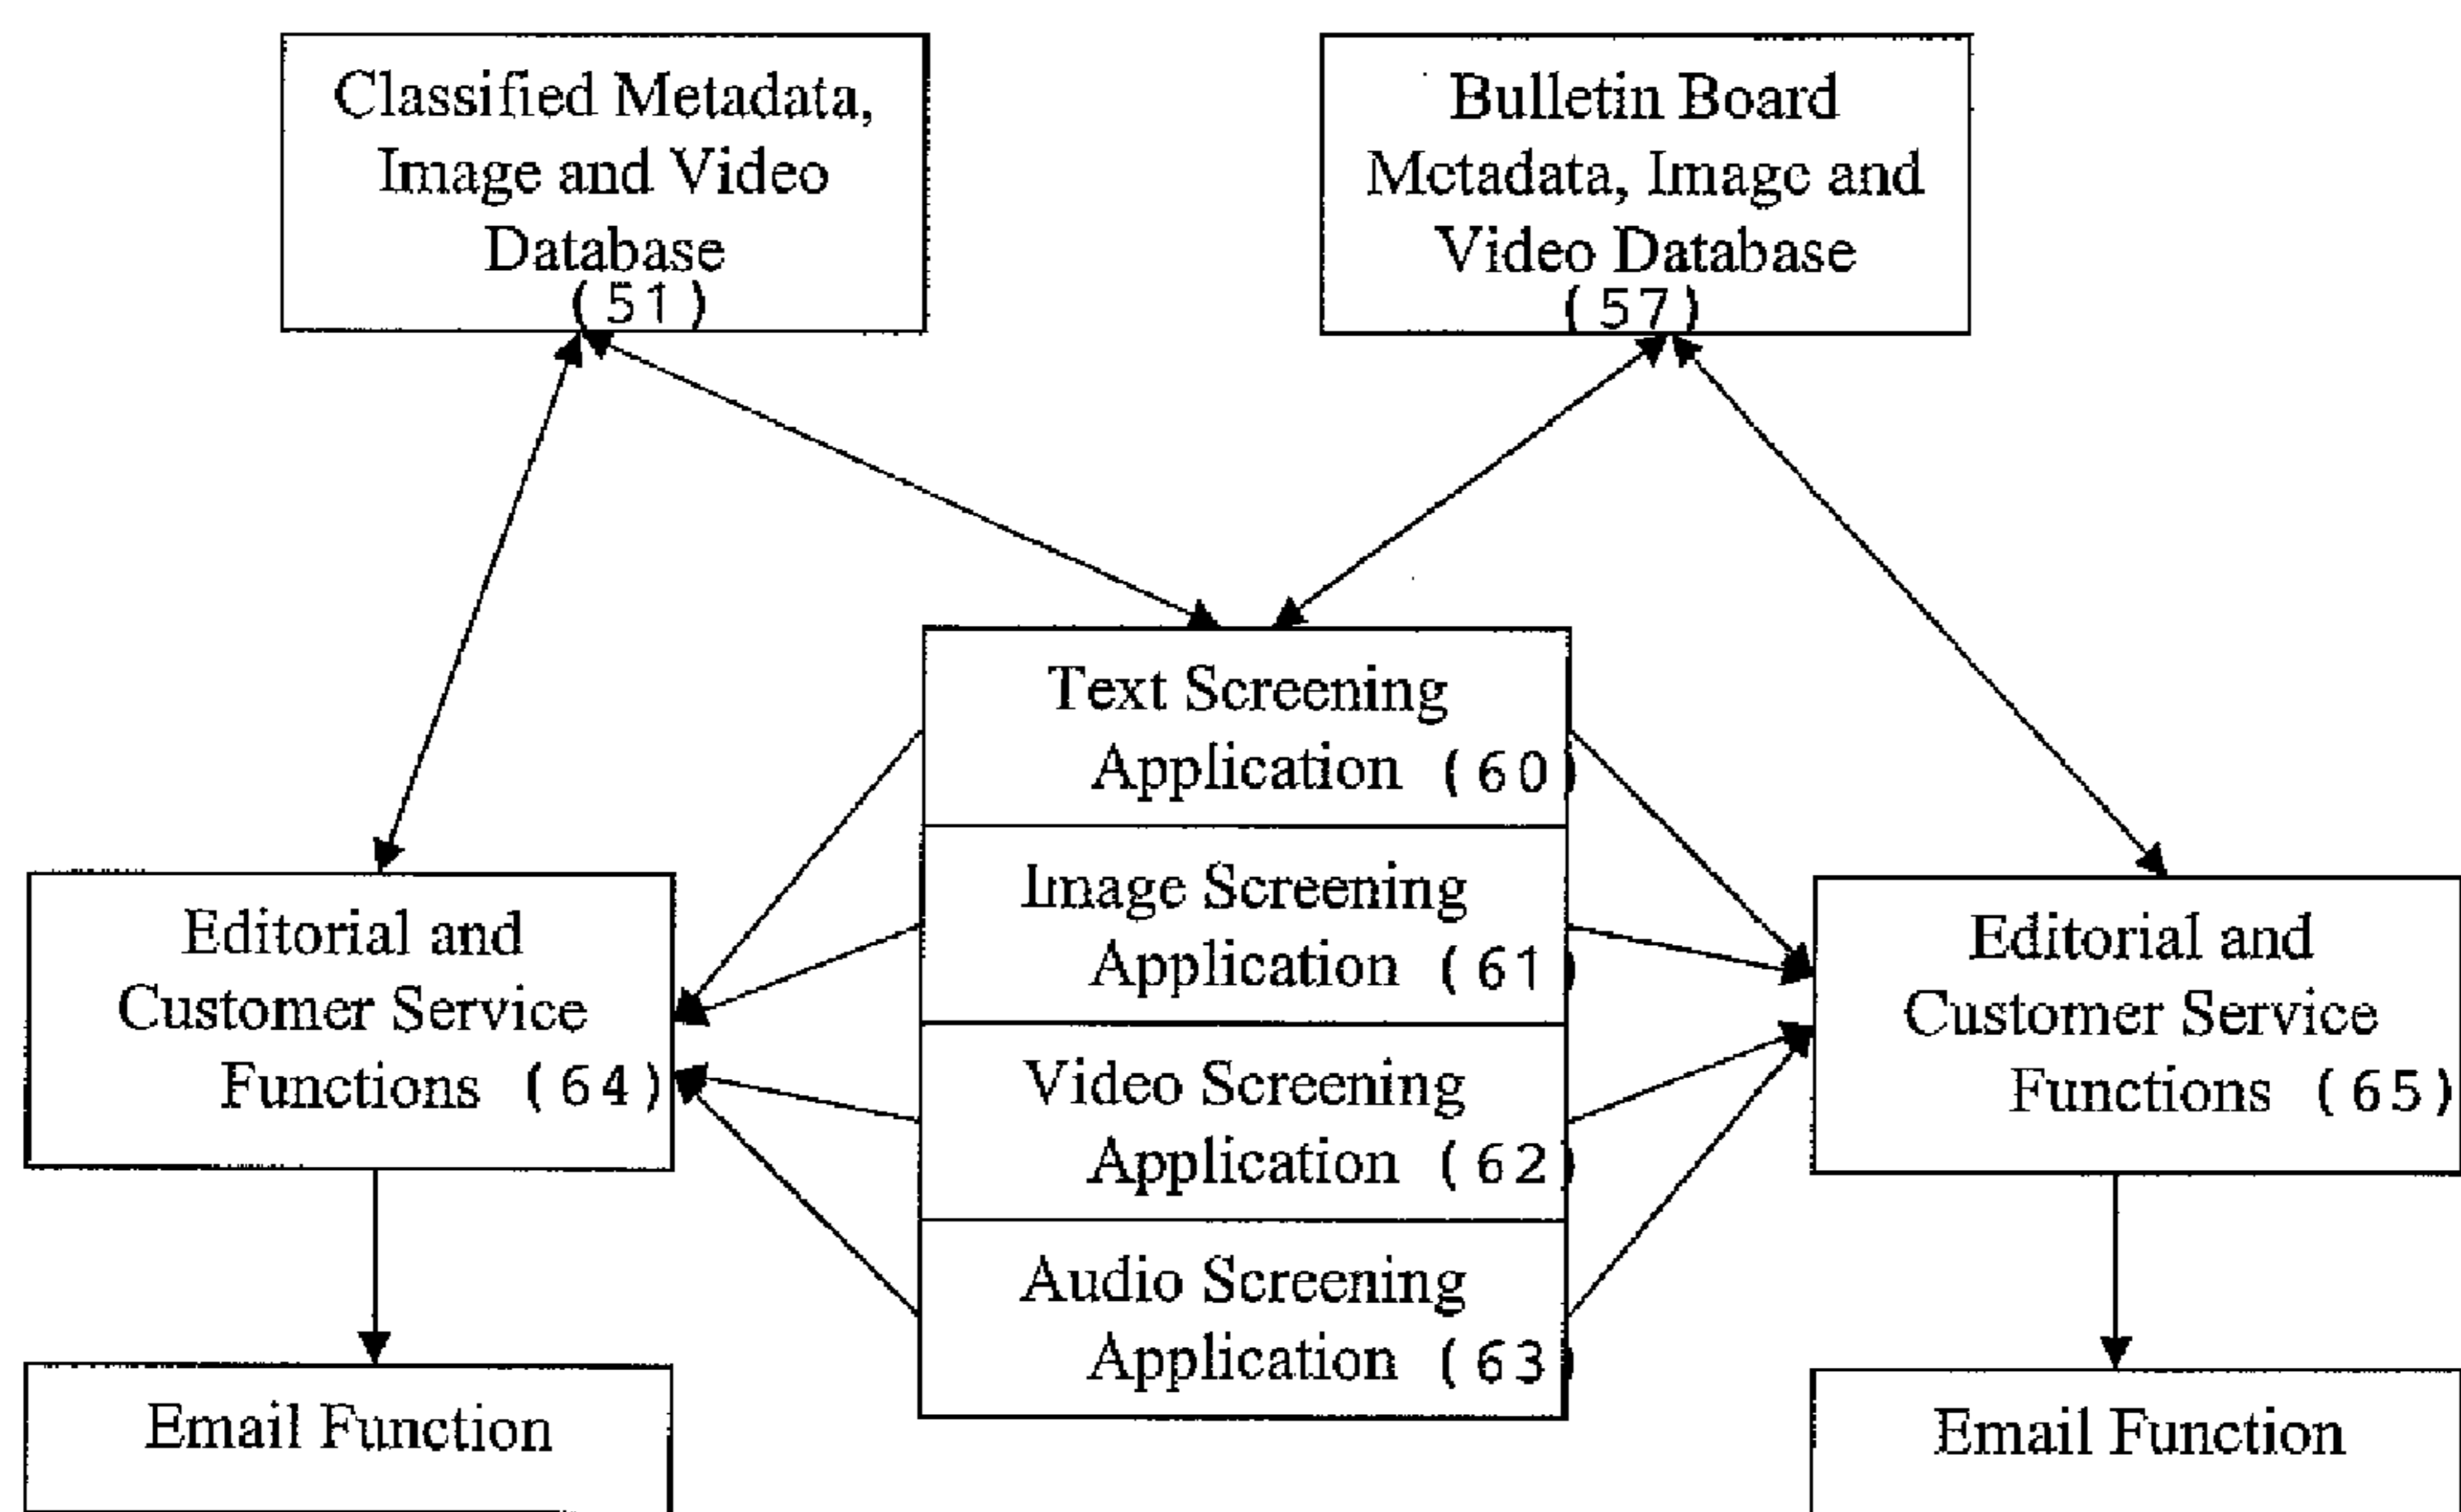 Classified Metadata,
Image and Video
Database
(51)
Bulletin Board
Metadata, Image and
Video Database
(57)
Text Screening
Application (60)
Image Screening
Application (61)
Video Screening
Application (62)
Audio Screening
Application (63)
Editorial and
Customer Service
Functions (64)
Editorial and
Customer Service
Functions (65)
Email Function
Email Function